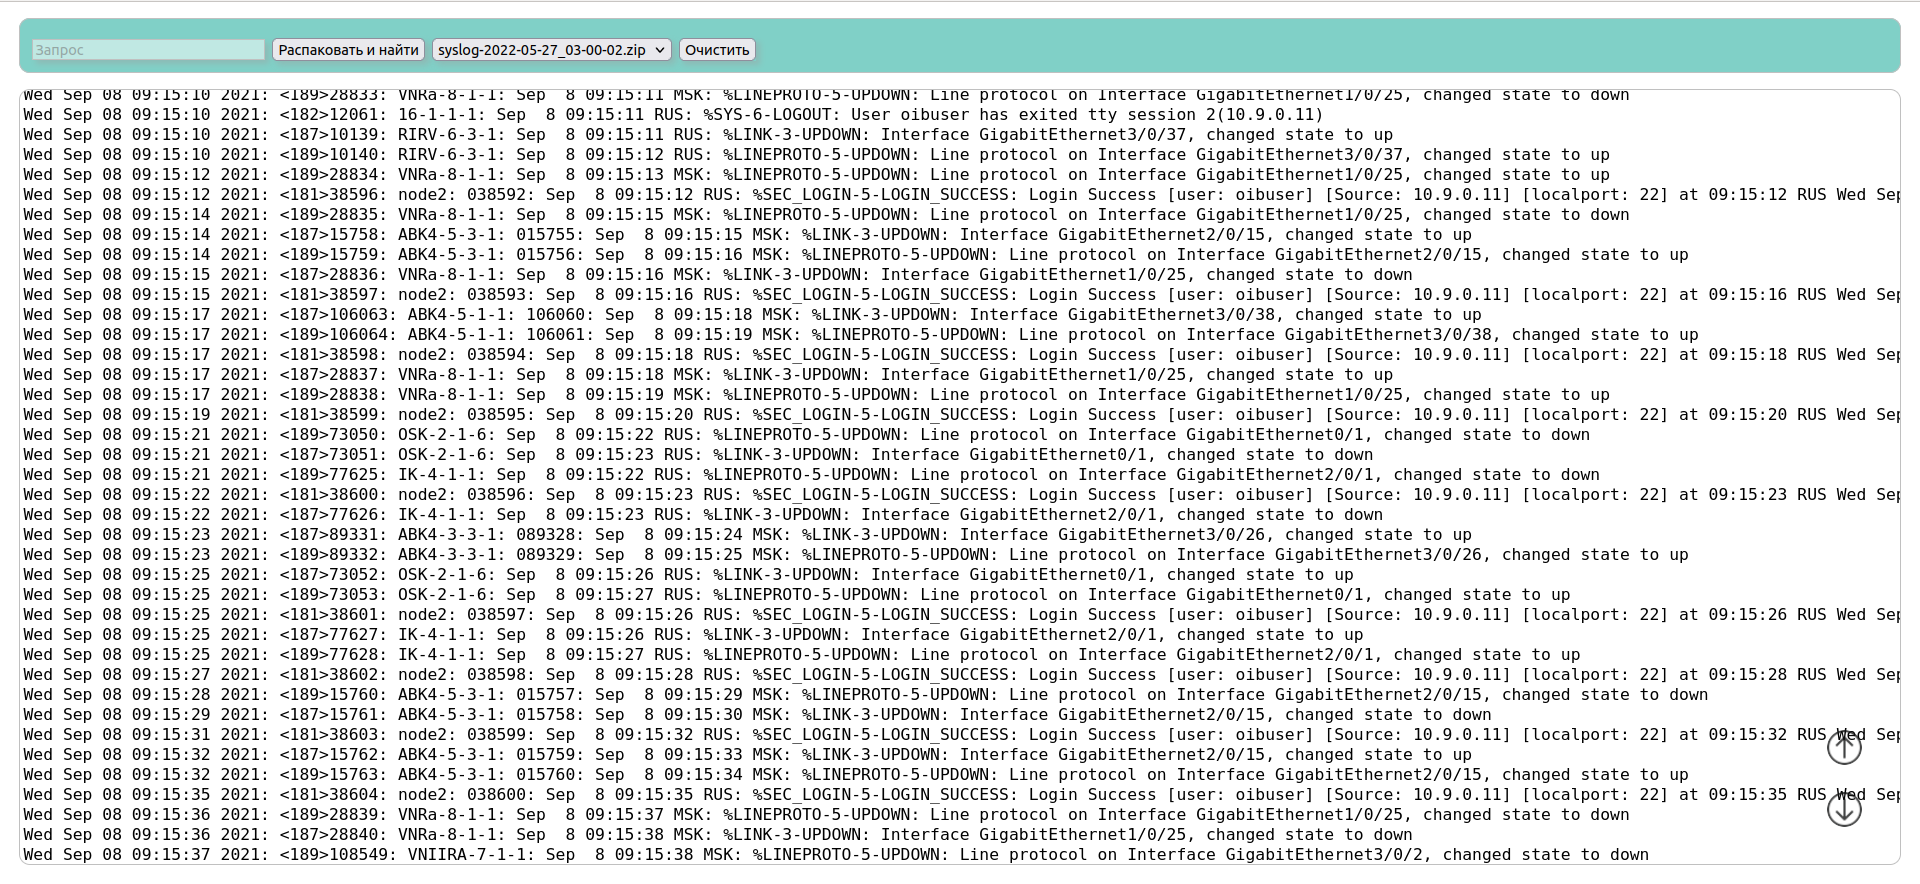 Запрос Распаковать и найти syslog-2022-05-27_03-00-02.zip Очистить
Wed Sep 08 09:15:10 2021: <189>28833: VNRa-8-1-1: Sep  8 09:15:11 MSK: %LINEPROTO-5-UPDOWN: Line protocol on Interface GigabitEthernet1/0/25, changed state to down
Wed Sep 08 09:15:10 2021: <182>12061: 16-1-1-1: Sep  8 09:15:11 RUS: %SYS-6-LOGOUT: User oibuser has exited tty session 2(10.9.0.11)
Wed Sep 08 09:15:10 2021: <187>10139: RIRV-6-3-1: Sep  8 09:15:11 RUS: %LINK-3-UPDOWN: Interface GigabitEthernet3/0/37, changed state to up
Wed Sep 08 09:15:10 2021: <189>10140: RIRV-6-3-1: Sep  8 09:15:12 RUS: %LINEPROTO-5-UPDOWN: Line protocol on Interface GigabitEthernet3/0/37, changed state to up
Wed Sep 08 09:15:12 2021: <189>28834: VNRa-8-1-1: Sep  8 09:15:13 MSK: %LINEPROTO-5-UPDOWN: Line protocol on Interface GigabitEthernet1/0/25, changed state to up
Wed Sep 08 09:15:12 2021: <181>38596: node2: 038592: Sep  8 09:15:12 RUS: %SEC_LOGIN-5-LOGIN_SUCCESS: Login Success [user: oibuser] [Source: 10.9.0.11] [localport: 22] at 09:15:12 RUS Wed Sep
Wed Sep 08 09:15:14 2021: <189>28835: VNRa-8-1-1: Sep  8 09:15:15 MSK: %LINEPROTO-5-UPDOWN: Line protocol on Interface GigabitEthernet1/0/25, changed state to down
Wed Sep 08 09:15:14 2021: <187>15758: ABK4-5-3-1: 015755: Sep  8 09:15:15 MSK: %LINK-3-UPDOWN: Interface GigabitEthernet2/0/15, changed state to up
Wed Sep 08 09:15:14 2021: <189>15759: ABK4-5-3-1: 015756: Sep  8 09:15:16 MSK: %LINEPROTO-5-UPDOWN: Line protocol on Interface GigabitEthernet2/0/15, changed state to up
Wed Sep 08 09:15:15 2021: <187>28836: VNRa-8-1-1: Sep  8 09:15:16 MSK: %LINK-3-UPDOWN: Interface GigabitEthernet1/0/25, changed state to down
Wed Sep 08 09:15:15 2021: <181>38597: node2: 038593: Sep  8 09:15:16 RUS: %SEC_LOGIN-5-LOGIN_SUCCESS: Login Success [user: oibuser] [Source: 10.9.0.11] [localport: 22] at 09:15:16 RUS Wed Sep
Wed Sep 08 09:15:17 2021: <187>106063: ABK4-5-1-1: 106060: Sep  8 09:15:18 MSK: %LINK-3-UPDOWN: Interface GigabitEthernet3/0/38, changed state to up
Wed Sep 08 09:15:17 2021: <189>106064: ABK4-5-1-1: 106061: Sep  8 09:15:19 MSK: %LINEPROTO-5-UPDOWN: Line protocol on Interface GigabitEthernet3/0/38, changed state to up
Wed Sep 08 09:15:17 2021: <181>38598: node2: 038594: Sep  8 09:15:18 RUS: %SEC_LOGIN-5-LOGIN_SUCCESS: Login Success [user: oibuser] [Source: 10.9.0.11] [localport: 22] at 09:15:18 RUS Wed Sep
Wed Sep 08 09:15:17 2021: <187>28837: VNRa-8-1-1: Sep  8 09:15:18 MSK: %LINK-3-UPDOWN: Interface GigabitEthernet1/0/25, changed state to up
Wed Sep 08 09:15:17 2021: <189>28838: VNRa-8-1-1: Sep  8 09:15:19 MSK: %LINEPROTO-5-UPDOWN: Line protocol on Interface GigabitEthernet1/0/25, changed state to up
Wed Sep 08 09:15:19 2021: <181>38599: node2: 038595: Sep  8 09:15:20 RUS: %SEC_LOGIN-5-LOGIN_SUCCESS: Login Success [user: oibuser] [Source: 10.9.0.11] [localport: 22] at 09:15:20 RUS Wed Sep
Wed Sep 08 09:15:21 2021: <189>73050: OSK-2-1-6: Sep  8 09:15:22 RUS: %LINEPROTO-5-UPDOWN: Line protocol on Interface GigabitEthernet0/1, changed state to down
Wed Sep 08 09:15:21 2021: <187>73051: OSK-2-1-6: Sep  8 09:15:23 RUS: %LINK-3-UPDOWN: Interface GigabitEthernet0/1, changed state to down
Wed Sep 08 09:15:21 2021: <189>77625: IK-4-1-1: Sep  8 09:15:22 RUS: %LINEPROTO-5-UPDOWN: Line protocol on Interface GigabitEthernet2/0/1, changed state to down
Wed Sep 08 09:15:22 2021: <181>38600: node2: 038596: Sep  8 09:15:23 RUS: %SEC_LOGIN-5-LOGIN_SUCCESS: Login Success [user: oibuser] [Source: 10.9.0.11] [localport: 22] at 09:15:23 RUS Wed Sep
Wed Sep 08 09:15:22 2021: <187>77626: IK-4-1-1: Sep  8 09:15:23 RUS: %LINK-3-UPDOWN: Interface GigabitEthernet2/0/1, changed state to down
Wed Sep 08 09:15:23 2021: <187>89331: ABK4-3-3-1: 089328: Sep  8 09:15:24 MSK: %LINK-3-UPDOWN: Interface GigabitEthernet3/0/26, changed state to up
Wed Sep 08 09:15:23 2021: <189>89332: ABK4-3-3-1: 089329: Sep  8 09:15:25 MSK: %LINEPROTO-5-UPDOWN: Line protocol on Interface GigabitEthernet3/0/26, changed state to up
Wed Sep 08 09:15:25 2021: <187>73052: OSK-2-1-6: Sep  8 09:15:26 RUS: %LINK-3-UPDOWN: Interface GigabitEthernet0/1, changed state to up
Wed Sep 08 09:15:25 2021: <189>73053: OSK-2-1-6: Sep  8 09:15:27 RUS: %LINEPROTO-5-UPDOWN: Line protocol on Interface GigabitEthernet0/1, changed state to up
Wed Sep 08 09:15:25 2021: <181>38601: node2: 038597: Sep  8 09:15:26 RUS: %SEC_LOGIN-5-LOGIN_SUCCESS: Login Success [user: oibuser] [Source: 10.9.0.11] [localport: 22] at 09:15:26 RUS Wed Sep
Wed Sep 08 09:15:25 2021: <187>77627: IK-4-1-1: Sep  8 09:15:26 RUS: %LINK-3-UPDOWN: Interface GigabitEthernet2/0/1, changed state to up
Wed Sep 08 09:15:25 2021: <189>77628: IK-4-1-1: Sep  8 09:15:27 RUS: %LINEPROTO-5-UPDOWN: Line protocol on Interface GigabitEthernet2/0/1, changed state to up
Wed Sep 08 09:15:27 2021: <181>38602: node2: 038598: Sep  8 09:15:28 RUS: %SEC_LOGIN-5-LOGIN_SUCCESS: Login Success [user: oibuser] [Source: 10.9.0.11] [localport: 22] at 09:15:28 RUS Wed Sep
Wed Sep 08 09:15:28 2021: <189>15760: ABK4-5-3-1: 015757: Sep  8 09:15:29 MSK: %LINEPROTO-5-UPDOWN: Line protocol on Interface GigabitEthernet2/0/15, changed state to down
Wed Sep 08 09:15:29 2021: <187>15761: ABK4-5-3-1: 015758: Sep  8 09:15:30 MSK: %LINK-3-UPDOWN: Interface GigabitEthernet2/0/15, changed state to down
Wed Sep 08 09:15:31 2021: <181>38603: node2: 038599: Sep  8 09:15:32 RUS: %SEC_LOGIN-5-LOGIN_SUCCESS: Login Success [user: oibuser] [Source: 10.9.0.11] [localport: 22] at 09:15:32 RUS Wed Sep
Wed Sep 08 09:15:32 2021: <187>15762: ABK4-5-3-1: 015759: Sep  8 09:15:33 MSK: %LINK-3-UPDOWN: Interface GigabitEthernet2/0/15, changed state to up
Wed Sep 08 09:15:32 2021: <189>15763: ABK4-5-3-1: 015760: Sep  8 09:15:34 MSK: %LINEPROTO-5-UPDOWN: Line protocol on Interface GigabitEthernet2/0/15, changed state to up
Wed Sep 08 09:15:35 2021: <181>38604: node2: 038600: Sep  8 09:15:35 RUS: %SEC_LOGIN-5-LOGIN_SUCCESS: Login Success [user: oibuser] [Source: 10.9.0.11] [localport: 22] at 09:15:35 RUS Wed Sep
Wed Sep 08 09:15:36 2021: <189>28839: VNRa-8-1-1: Sep  8 09:15:37 MSK: %LINEPROTO-5-UPDOWN: Line protocol on Interface GigabitEthernet1/0/25, changed state to down
Wed Sep 08 09:15:36 2021: <187>28840: VNRa-8-1-1: Sep  8 09:15:38 MSK: %LINK-3-UPDOWN: Interface GigabitEthernet1/0/25, changed state to down
Wed Sep 08 09:15:37 2021: <189>108549: VNIIRA-7-1-1: Sep  8 09:15:38 MSK: %LINEPROTO-5-UPDOWN: Line protocol on Interface GigabitEthernet3/0/2, changed state to down